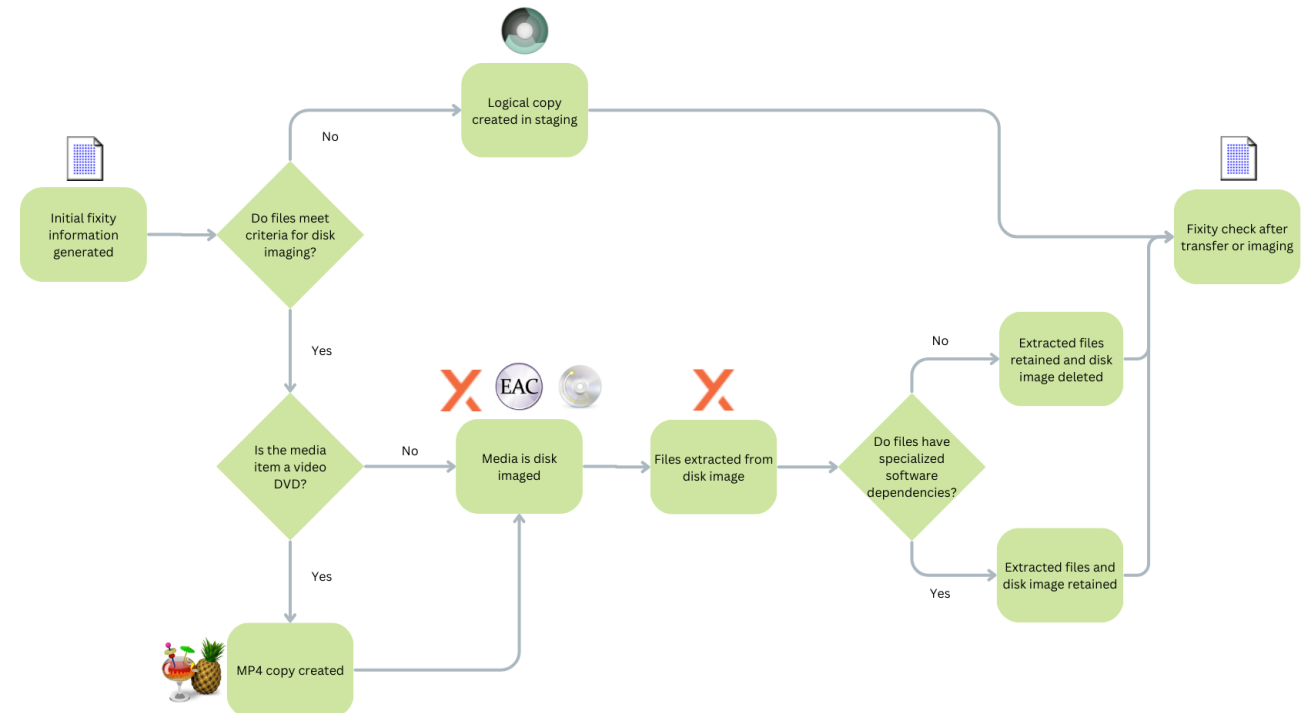 Logical copy
created in staging
No
Initial fixity
information
generated
Do files meet
criteria for disk
imaging?
Fixity check after
transfer or imaging
Yes
No
Extracted files
retained and disk
image deleted
EAC
Is the media
item a video
DVD?
No
Media is disk
imaged
Files extracted from
disk image
Do files have
specialized
software
dependencies?
Yes
Extracted files and
disk image retained
Yes
MP4 copy created